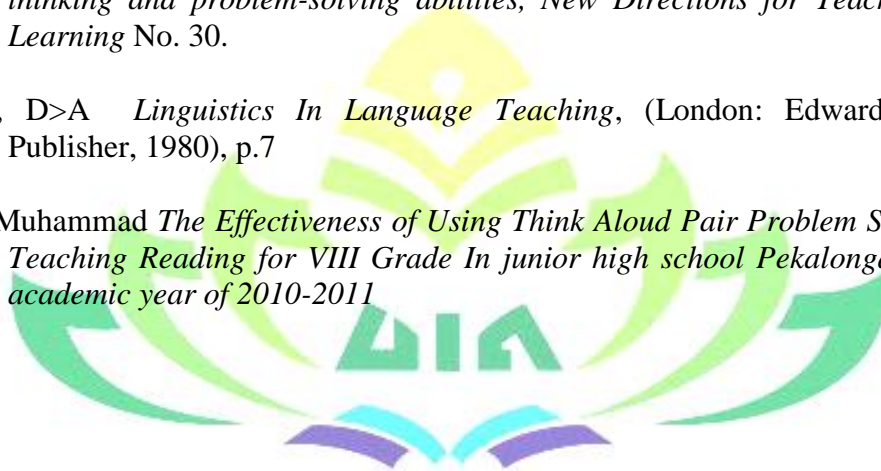 thinking and problem-solving abilities, New Directions for Teac
Learning No. 30.
, D>A Linguistics In Language Teaching, (London: Edward
Publisher, 1980), p.7
Muhammad The Effectiveness of Using Think Aloud Pair Problem S
Teaching Reading for VIII Grade In junior high school Pekalong
academic year of 2010-2011
UIN